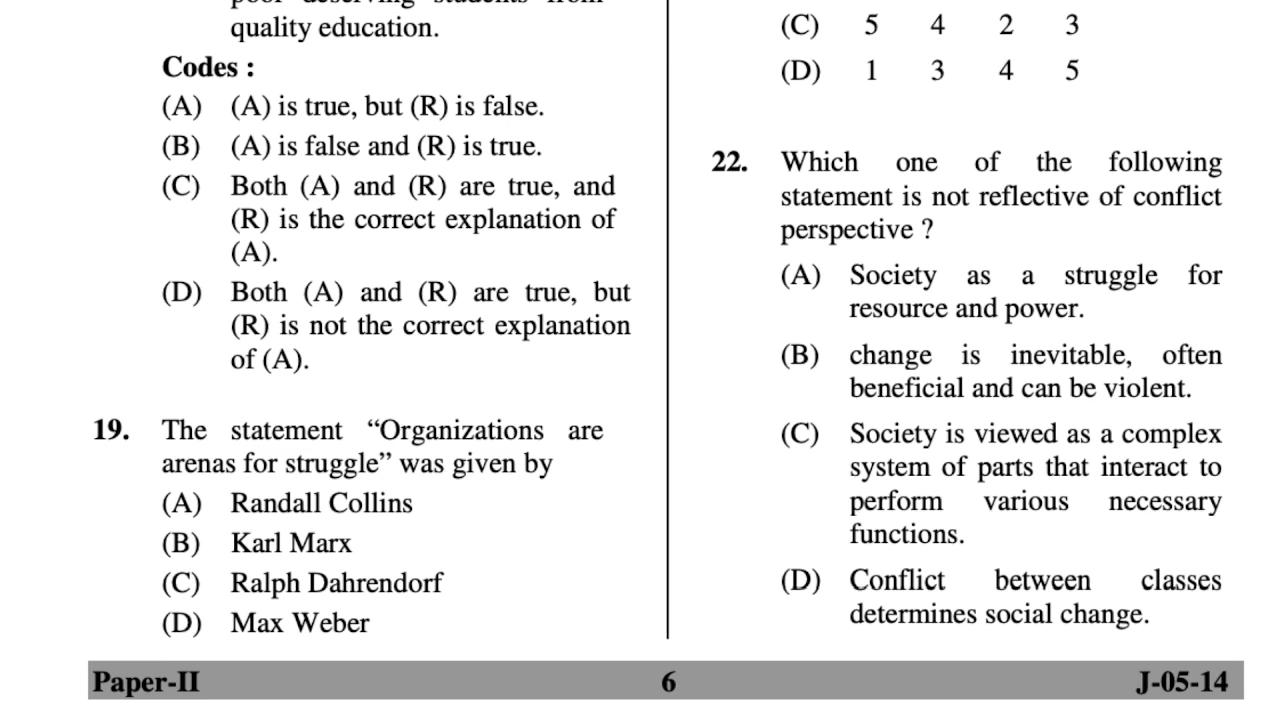 quality education.
Codes :
(A) (A) is true, but (R) is false.
(B) (A) is false and (R) is true.
(C) Both (A) and (R) are true, and
(R) is the correct explanation of
(A).
(D) Both (A) and (R) are true, but
(R) is not the correct explanation
of (A).
19. The statement “Organizations are
arenas for struggle” was given by
(A) Randall Collins
(B) Karl Marx
(C) Ralph Dahrendorf
(D) Max Weber
(C) 5 4 2 3
(D) 1 3 4 5
22. Which one of the following
statement is not reflective of conflict
perspective ?
(A) Society as a struggle for
resource and power.
(B) change is inevitable, often
beneficial and can be violent.
(C) Society is viewed as a complex
system of parts that interact to
perform various necessary
functions.
(D) Conflict between classes
determines social change.
Paper-II 6 J-05-14